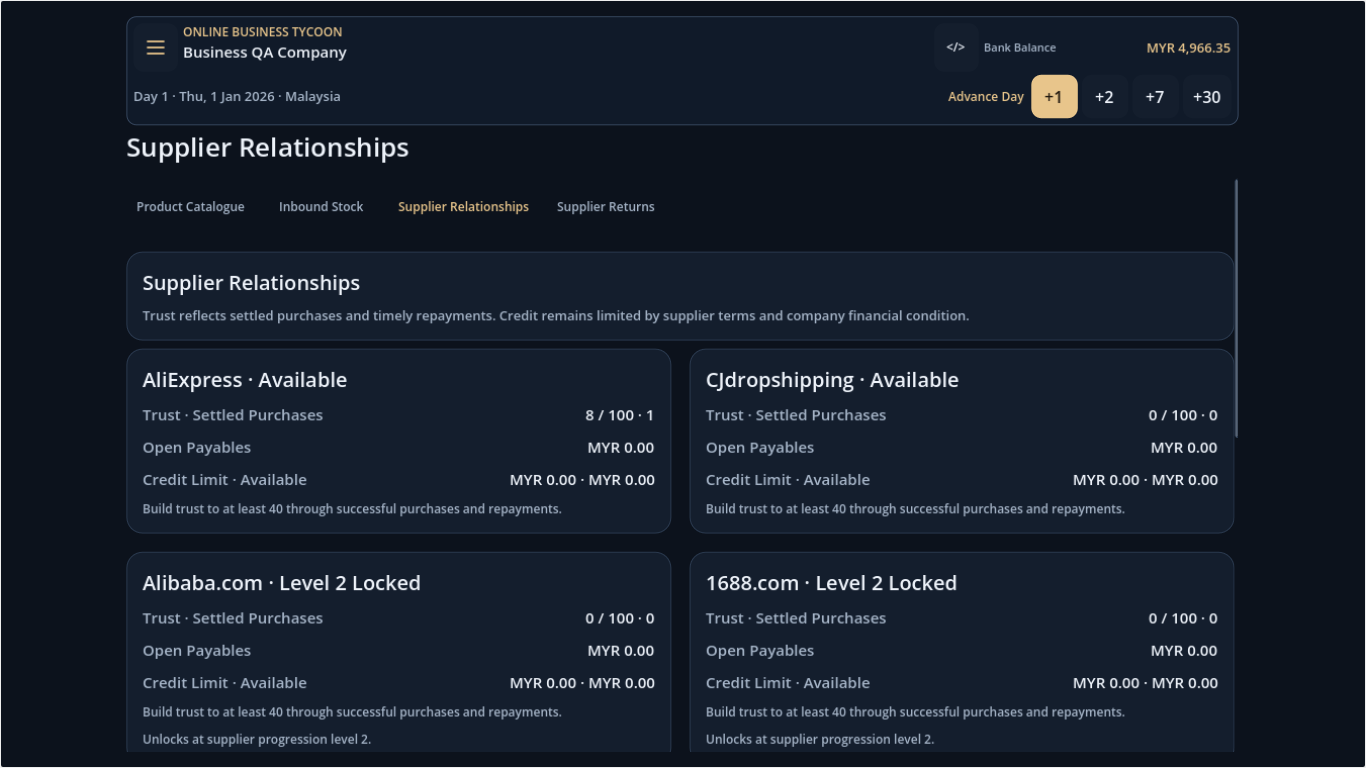 ONLINE BUSINESS TYCOON
Business QA Company
</> Bank Balance MYR 4,966.35
Day 1 · Thu, 1 Jan 2026 · Malaysia
Advance Day +1 +2 +7 +30
Supplier Relationships
Product Catalogue Inbound Stock Supplier Relationships Supplier Returns
Supplier Relationships
Trust reflects settled purchases and timely repayments. Credit remains limited by supplier terms and company financial condition.
AliExpress · Available
Trust · Settled Purchases 8 / 100 · 1
Open Payables MYR 0.00
Credit Limit · Available MYR 0.00 · MYR 0.00
Build trust to at least 40 through successful purchases and repayments.
CJdropshipping · Available
Trust · Settled Purchases 0 / 100 · 0
Open Payables MYR 0.00
Credit Limit · Available MYR 0.00 · MYR 0.00
Build trust to at least 40 through successful purchases and repayments.
Alibaba.com · Level 2 Locked
Trust · Settled Purchases 0 / 100 · 0
Open Payables MYR 0.00
Credit Limit · Available MYR 0.00 · MYR 0.00
Build trust to at least 40 through successful purchases and repayments.
Unlocks at supplier progression level 2.
1688.com · Level 2 Locked
Trust · Settled Purchases 0 / 100 · 0
Open Payables MYR 0.00
Credit Limit · Available MYR 0.00 · MYR 0.00
Build trust to at least 40 through successful purchases and repayments.
Unlocks at supplier progression level 2.